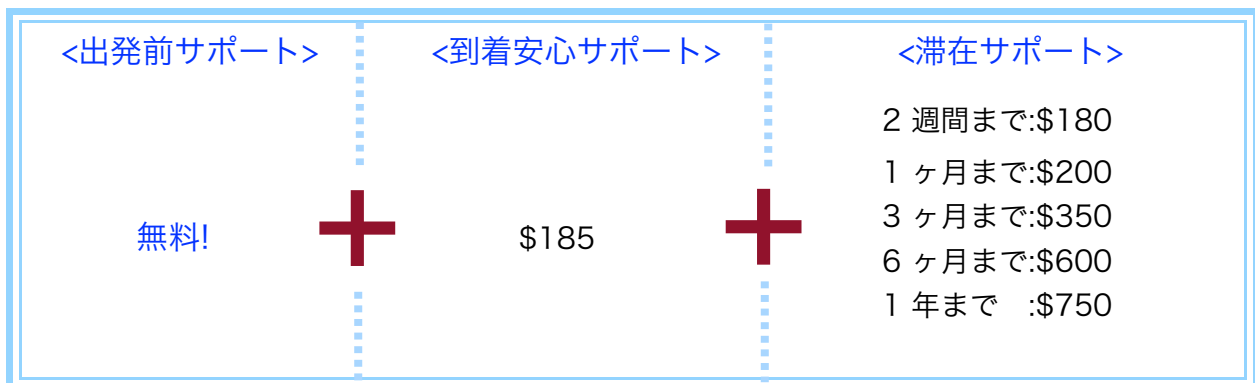 <出発前サポート>
無料!
<到着安心サポート>
$185
<滞在サポート>
2 週間まで:$180
1 ヶ月まで:$200
3 ヶ月まで:$350
6 ヶ月まで:$600
1 年まで　:$750